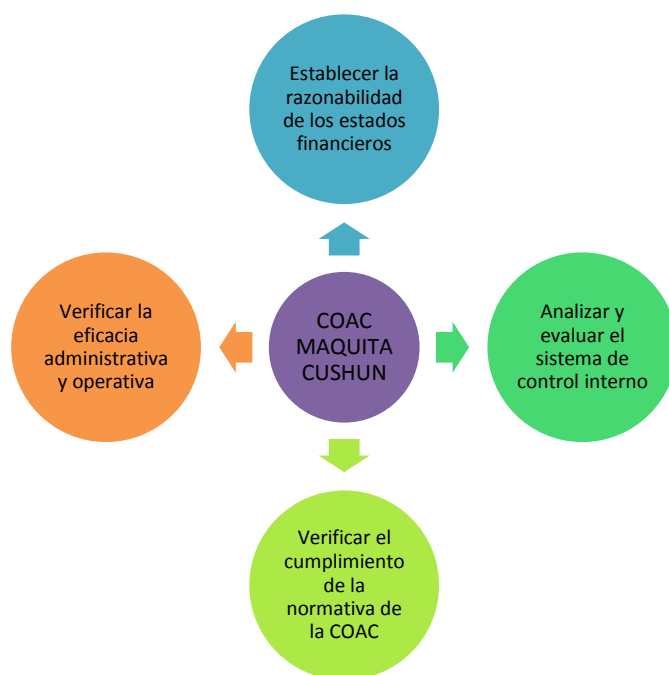 Establecer la
razonabilidad
de los estados
financieros
Verificar la
eficacia
administrativa
y operativa
COAC
MAQUITA
CUSHUN
Analizar y
evaluar el
sistema de
control interno
Verificar el
cumplimiento
de la
normativa de
la COAC